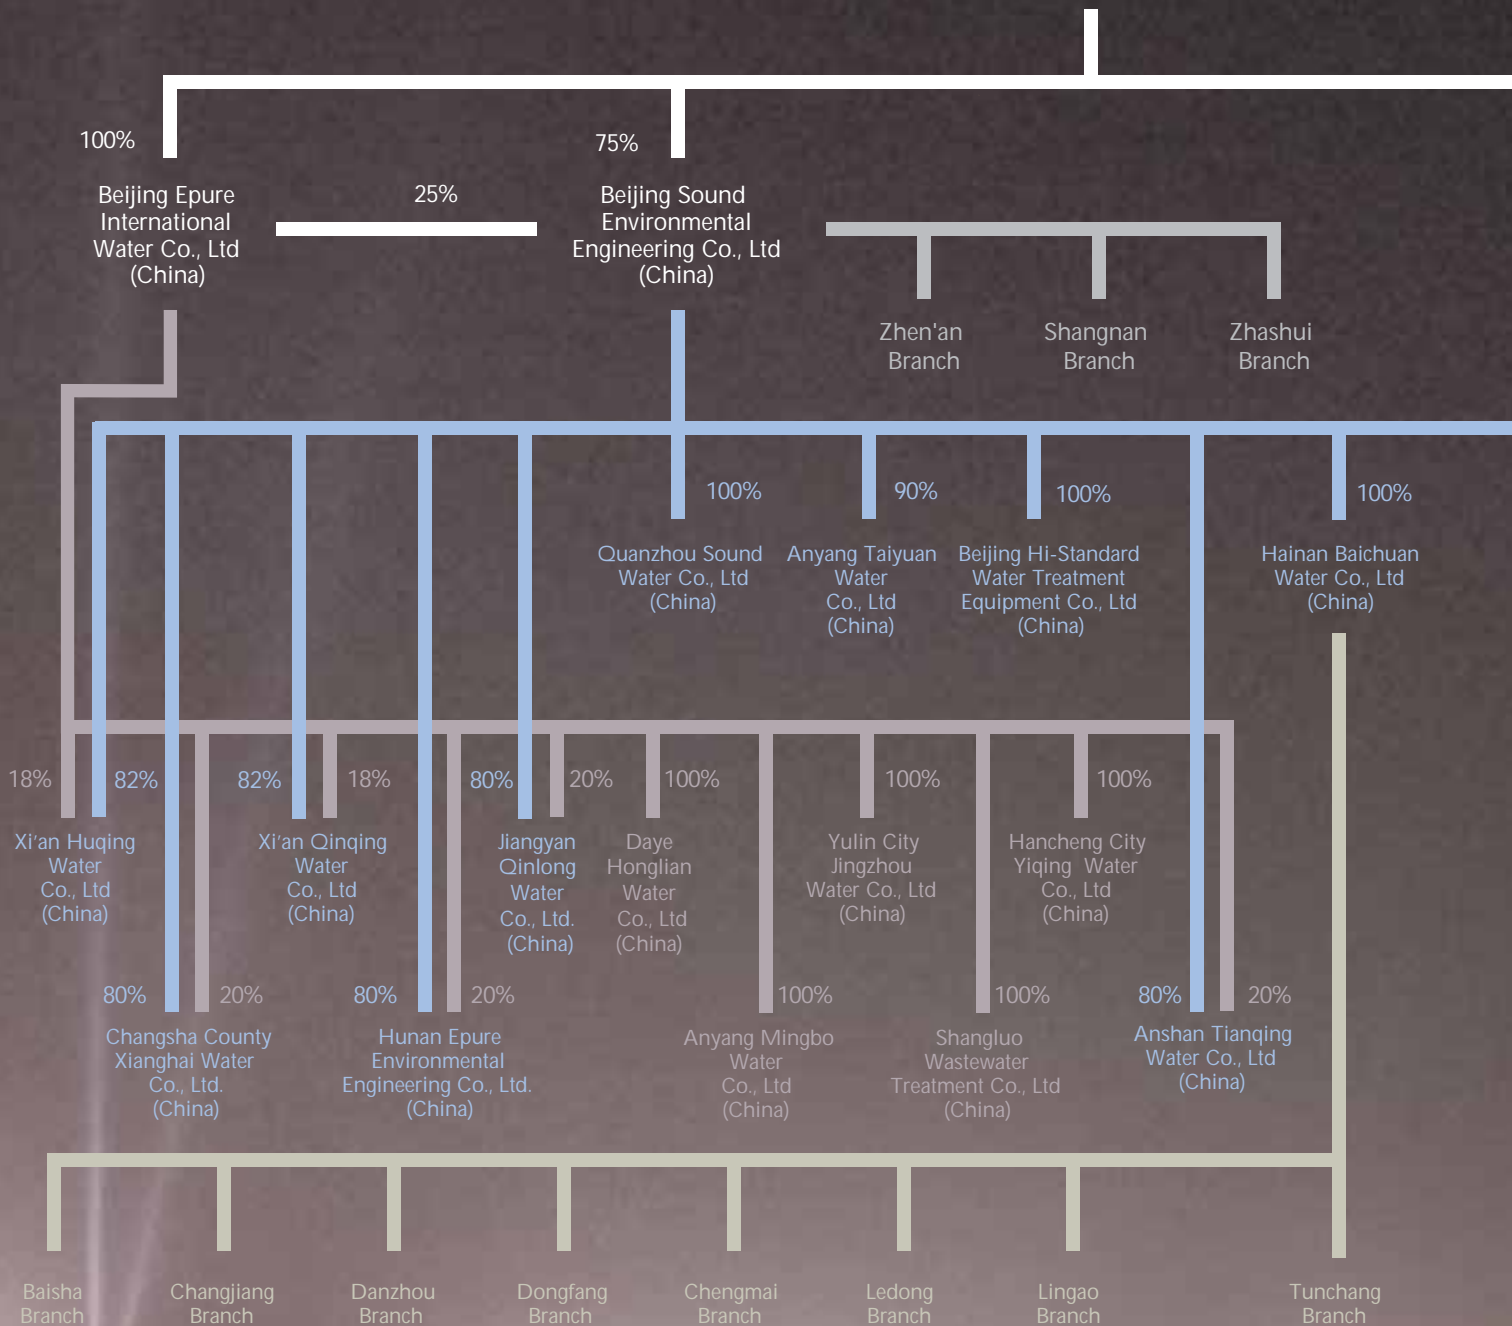 100%
75%
25%
Beijing Epure
International
Water Co., Ltd
(China)
Beijing Sound
Environmental
Engineering Co., Ltd
(China)
Zhen'an
Branch
Shangnan
Branch
Zhashui
Branch
100%
90%
100%
100%
Quanzhou Sound
Water Co., Ltd
(China)
Anyang Taiyuan
Water
Co., Ltd
(China)
Beijing Hi-Standard
Water Treatment
Equipment Co., Ltd
(China)
Hainan Baichuan
Water Co., Ltd
(China)
18%
82%
82%
18%
80%
20%
100%
100%
100%
Xi’an Huqing
Water
Co., Ltd
(China)
Xi’an Qinqing
Water
Co., Ltd
(China)
Jiangyan
Qinlong
Water
Co., Ltd.
(China)
Daye
Honglian
Water
Co., Ltd
(China)
Yulin City
Jingzhou
Water Co., Ltd
(China)
Hancheng City
Yiqing Water
Co., Ltd
(China)
80%
20%
80%
20%
100%
100%
80%
20%
Changsha County
Xianghai Water
Co., Ltd.
(China)
Hunan Epure
Environmental
Engineering Co., Ltd.
(China)
Anyang Mingbo
Water
Co., Ltd
(China)
Shangluo
Wastewater
Treatment Co., Ltd
(China)
Anshan Tianqing
Water Co., Ltd
(China)
Baisha
Branch
Changjiang
Branch
Danzhou
Branch
Dongfang
Branch
Chengmai
Branch
Ledong
Branch
Lingao
Branch
Tunchang
Branch